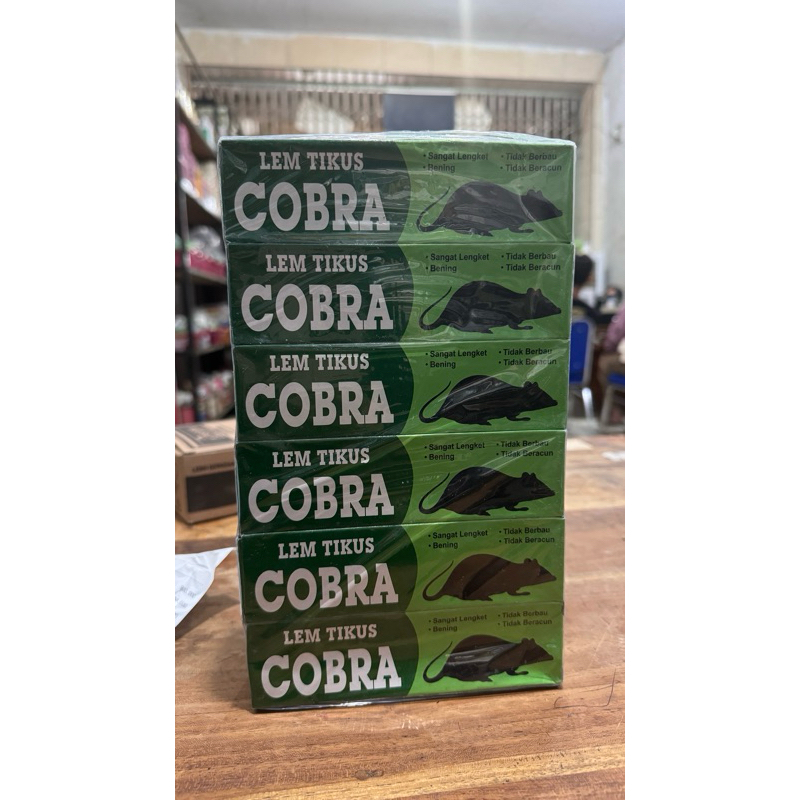 LEM TIKUS
COBRA
• Sangat Lengket • Tidak Berbau
• Bening • Tidak Beracun
LEM TIKUS
COBRA
• Sangat Lengket • Tidak Berbau
• Bening • Tidak Beracun
LEM TIKUS
COBRA
• Sangat Lengket • Tidak Berbau
• Bening • Tidak Beracun
LEM TIKUS
COBRA
• Sangat Lengket • Tidak Berbau
• Bening • Tidak Beracun
LEM TIKUS
COBRA
• Sangat Lengket • Tidak Berbau
• Bening • Tidak Beracun
LEM TIKUS
COBRA
• Sangat Lengket • Tidak Berbau
• Bening • Tidak Beracun